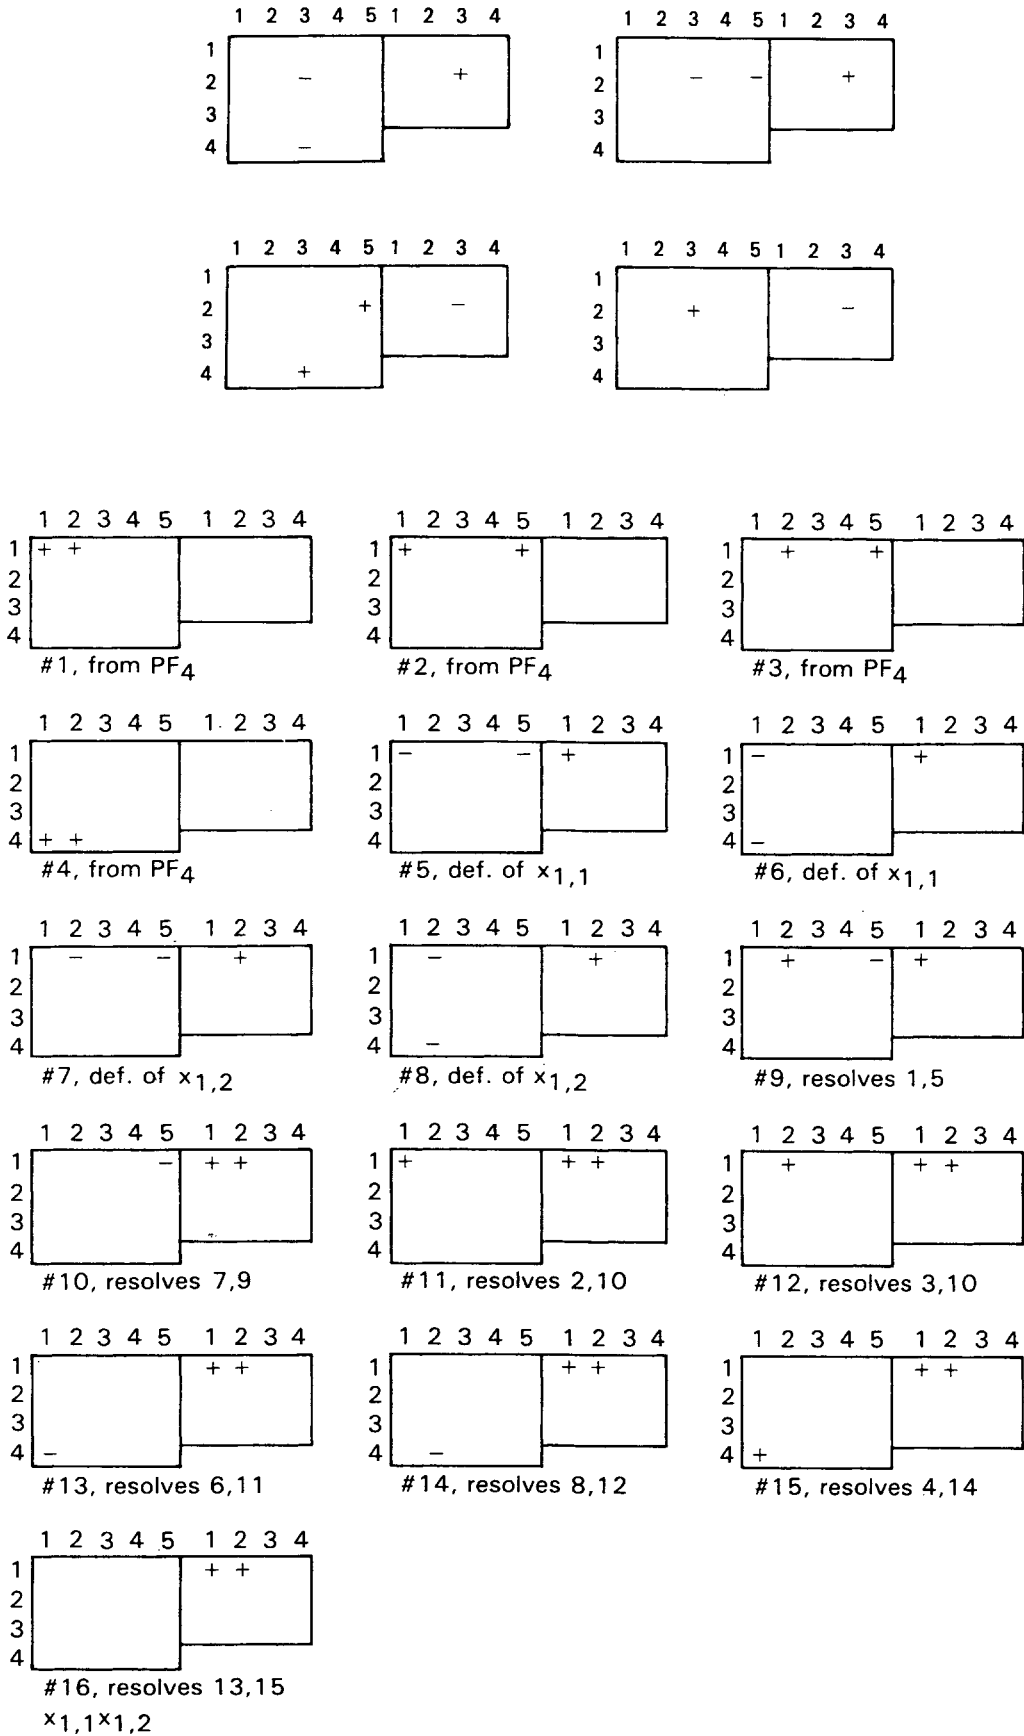 1 2 3 4 5 1 2 3 4 1 2 3 4 5 1 2 3 4
1 1
2 − + 2 − − +
3 3
4 − 4
1 2 3 4 5 1 2 3 4 1 2 3 4 5 1 2 3 4
1 1
2 + − 2 + −
3 3
4 + 4
1 2 3 4 5 1 2 3 4 1 2 3 4 5 1 2 3 4 1 2 3 4 5 1 2 3 4
1 + + 1 + + 1 + +
2 2 2
3 3 3
4 4 4
#1, from PF4 #2, from PF4 #3, from PF4
1 2 3 4 5 1 2 3 4 1 2 3 4 5 1 2 3 4 1 2 3 4 5 1 2 3 4
1 1 − − + 1 − +
2 2 2
3 3 3
4 + + 4 4 −
#4, from PF4 #5, def. of x1,1 #6, def. of x1,1
1 2 3 4 5 1 2 3 4 1 2 3 4 5 1 2 3 4 1 2 3 4 5 1 2 3 4
1 − − + 1 − + 1 + − +
2 2 2
3 3 3
4 4 − 4
#7, def. of x1,2 #8, def. of x1,2 #9, resolves 1,5
1 2 3 4 5 1 2 3 4 1 2 3 4 5 1 2 3 4 1 2 3 4 5 1 2 3 4
1 − + + 1 + + + 1 + + +
2 2 2
3 3 3
4 4 4
#10, resolves 7,9 #11, resolves 2,10 #12, resolves 3,10
1 2 3 4 5 1 2 3 4 1 2 3 4 5 1 2 3 4 1 2 3 4 5 1 2 3 4
1 + + 1 + + 1 + +
2 2 2
3 3 3
4 − 4 − 4 +
#13, resolves 6,11 #14, resolves 8,12 #15, resolves 4,14
1 2 3 4 5 1 2 3 4
1 + +
2
3
4
#16, resolves 13,15
x1,1x1,2